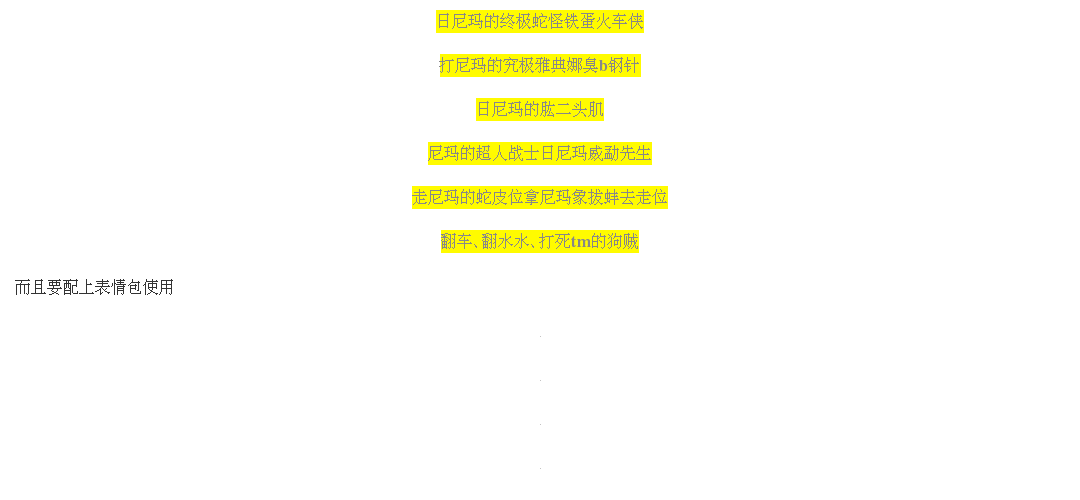 日尼玛的终极蛇怪铁蛋火车侠
打尼玛的究极雅典娜臭b钢针
日尼玛的肱二头肌
尼玛的超人战士日尼玛威勐先生
走尼玛的蛇皮位拿尼玛象拔蚌去走位
翻车、翻水水、打死tm的狗贼
而且要配上表情包使用